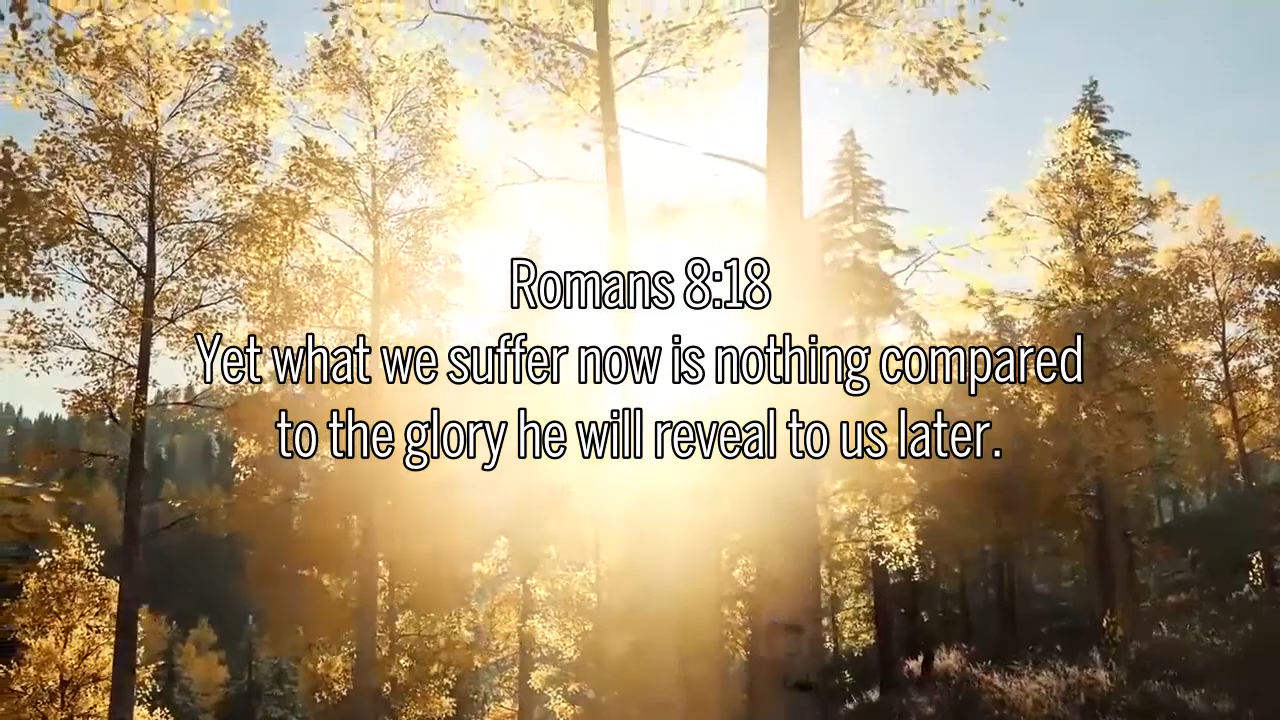 Romans 8:18
Yet what we suffer now is nothing compared
to the glory he will reveal to us later.